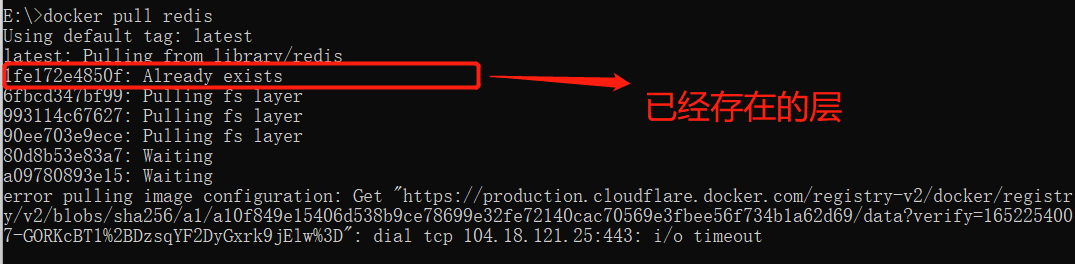 E:\>docker pull redis
Using default tag: latest
latest: Pulling from library/redis
1fe172e4850f: Already exists
6fbcd347bf99: Pulling fs layer
993114c67627: Pulling fs layer
90ee703e9ece: Pulling fs layer
80d8b53e83a7: Waiting
a09780893e15: Waiting
error pulling image configuration: Get "https://production.cloudflare.docker.com/registry-v2/docker/registr
y/v2/blobs/sha256/a1/a10f849e15406d538b9ce78699e32fe72140cac70569e3fbee56f734b1a62d69/data?verify=165225400
7-GORKcBT1%2BDzsqYF2DyGxrk9jElw%3D": dial tcp 104.18.121.25:443: i/o timeout
已经存在的层